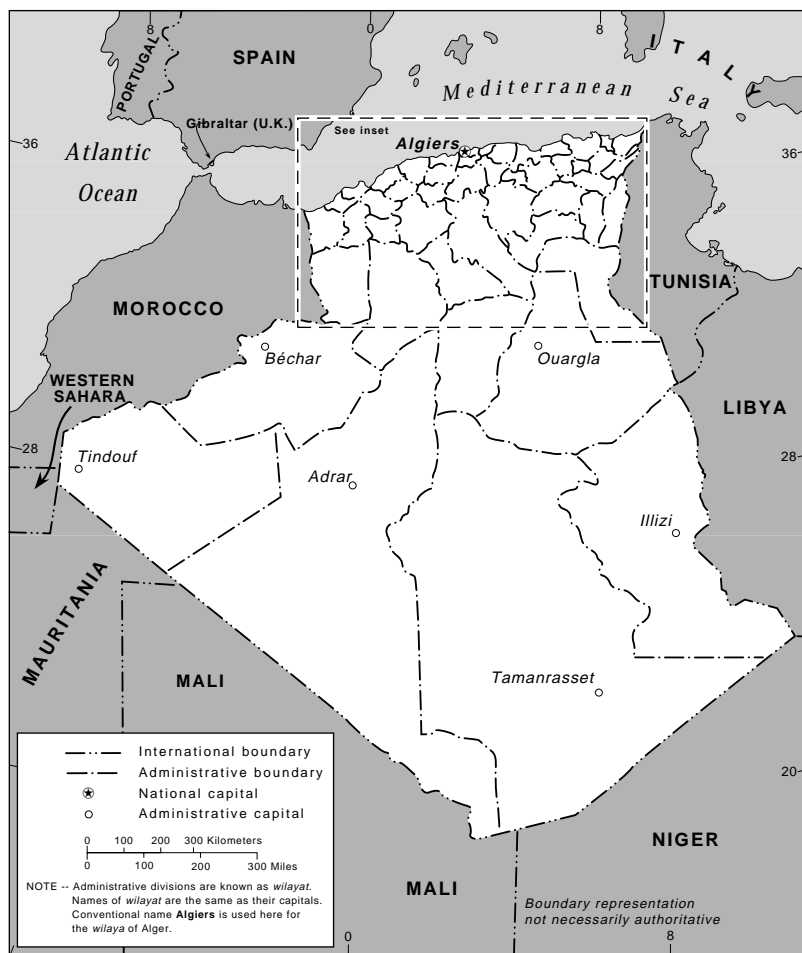 8
0
8
PORTUGAL
SPAIN
ITALY
Mediterranean Sea
Gibraltar (U.K.)
See inset
Algiers
36
36
Atlantic
Ocean
TUNISIA
MOROCCO
Béchar
Ouargla
WESTERN
SAHARA
LIBYA
28
28
Tindouf
Adrar
Illizi
MAURITANIA
MALI
Tamanrasset
20
International boundary
Administrative boundary
National capital
Administrative capital
0 100 200 300 Kilometers
0 100 200 300 Miles
NOTE -- Administrative divisions are known as wilayat.
Names of wilayat are the same as their capitals.
Conventional name Algiers is used here for
the wilaya of Alger.
NIGER
MALI
Boundary representation
not necessarily authoritative
0
8